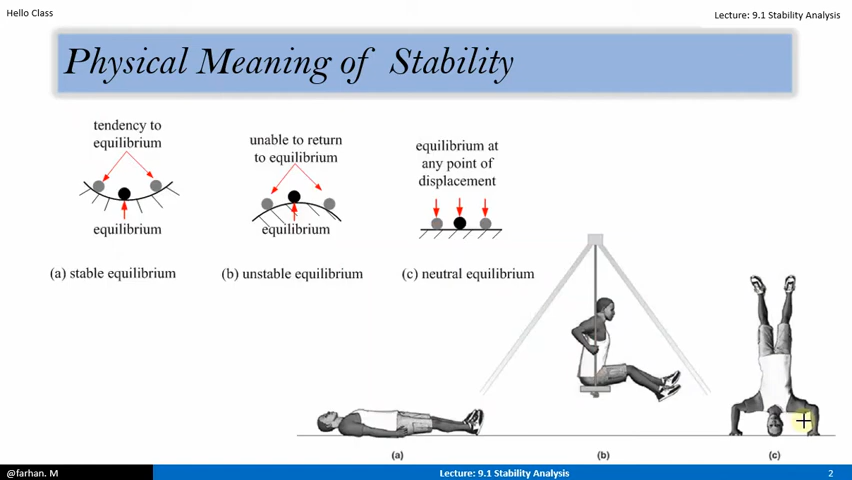 Hello Class
Lecture: 9.1 Stability Analysis
Physical Meaning of Stability
tendency to
equilibrium
equilibrium
(a) stable equilibrium
unable to return
to equilibrium
equilibrium
(b) unstable equilibrium
equilibrium at
any point of
displacement
(c) neutral equilibrium
(a)
(b)
(c)
@farhan. M
Lecture: 9.1 Stability Analysis
2